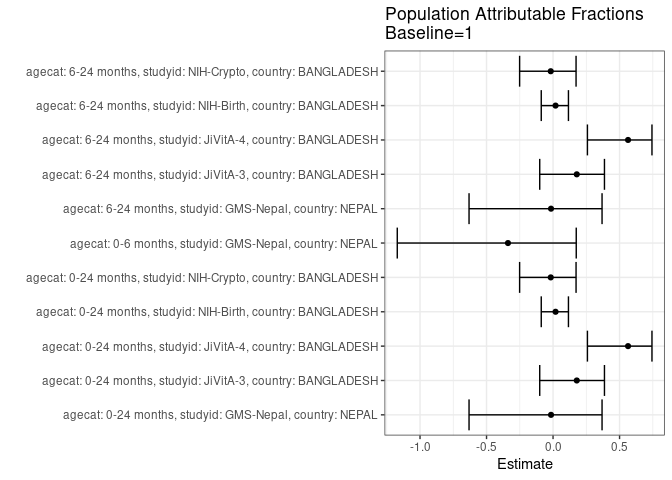 Population Attributable Fractions
Baseline=1
agecat: 6-24 months, studyid: NIH-Crypto, country: BANGLADESH
agecat: 6-24 months, studyid: NIH-Birth, country: BANGLADESH
agecat: 6-24 months, studyid: JiVitA-4, country: BANGLADESH
agecat: 6-24 months, studyid: JiVitA-3, country: BANGLADESH
agecat: 6-24 months, studyid: GMS-Nepal, country: NEPAL
agecat: 0-6 months, studyid: GMS-Nepal, country: NEPAL
agecat: 0-24 months, studyid: NIH-Crypto, country: BANGLADESH
agecat: 0-24 months, studyid: NIH-Birth, country: BANGLADESH
agecat: 0-24 months, studyid: JiVitA-4, country: BANGLADESH
agecat: 0-24 months, studyid: JiVitA-3, country: BANGLADESH
agecat: 0-24 months, studyid: GMS-Nepal, country: NEPAL
-1.0 -0.5 0.0 0.5
Estimate